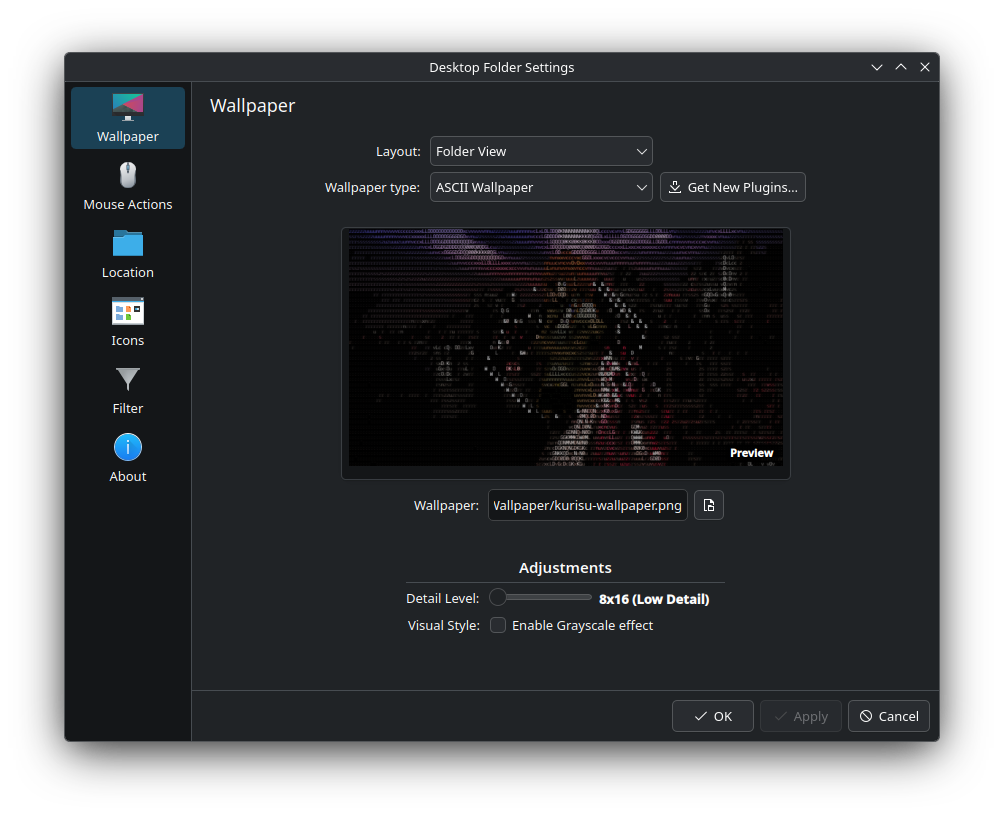 Desktop Folder Settings
Wallpaper
Mouse Actions
Location
Icons
Filter
About
Wallpaper
Layout: Folder View
Wallpaper type: ASCII Wallpaper Get New Plugins...
Preview
Wallpaper: Wallpaper/kurisu-wallpaper.png
Adjustments
Detail Level: 8x16 (Low Detail)
Visual Style: Enable Grayscale effect
OK Apply Cancel